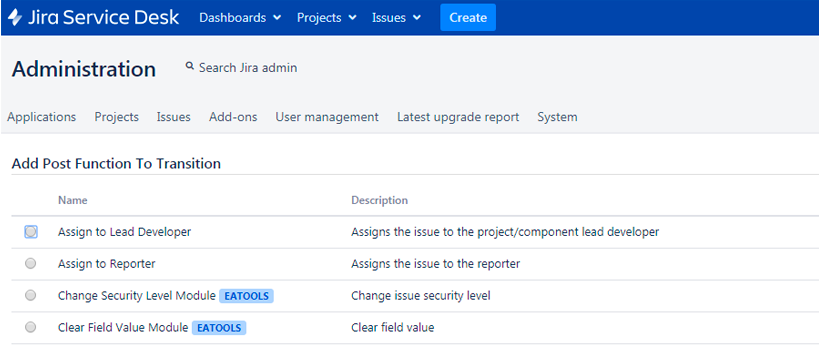 Jira Service Desk Dashboards Projects Issues Create
Administration Search Jira admin
Applications Projects Issues Add-ons User management Latest upgrade report System
Add Post Function To Transition
Name Description
Assign to Lead Developer Assigns the issue to the project/component lead developer
Assign to Reporter Assigns the issue to the reporter
Change Security Level Module EATOOLS Change issue security level
Clear Field Value Module EATOOLS Clear field value